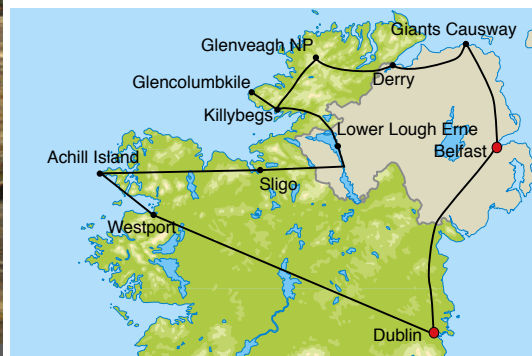 Giants Causway
Glenveagh NP
Derry
Glencolumbkile
Killybegs
Lower Lough Erne
Belfast
Achill Island
Sligo
Westport
Dublin